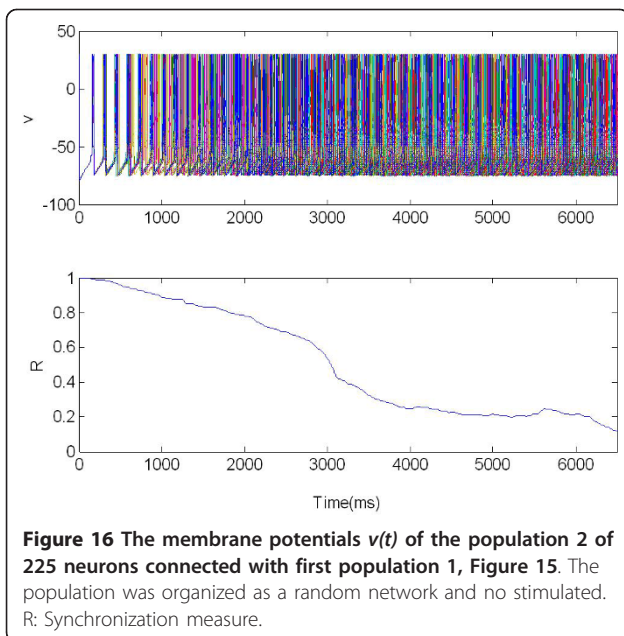 50
0
-50
-100
v
0 1000 2000 3000 4000 5000 6000
1
0.8
0.6
0.4
0.2
0
R
0 1000 2000 3000 4000 5000 6000
Time(ms)
Figure 16 The membrane potentials v(t) of the population 2 of
225 neurons connected with first population 1, Figure 15. The
population was organized as a random network and no stimulated.
R: Synchronization measure.